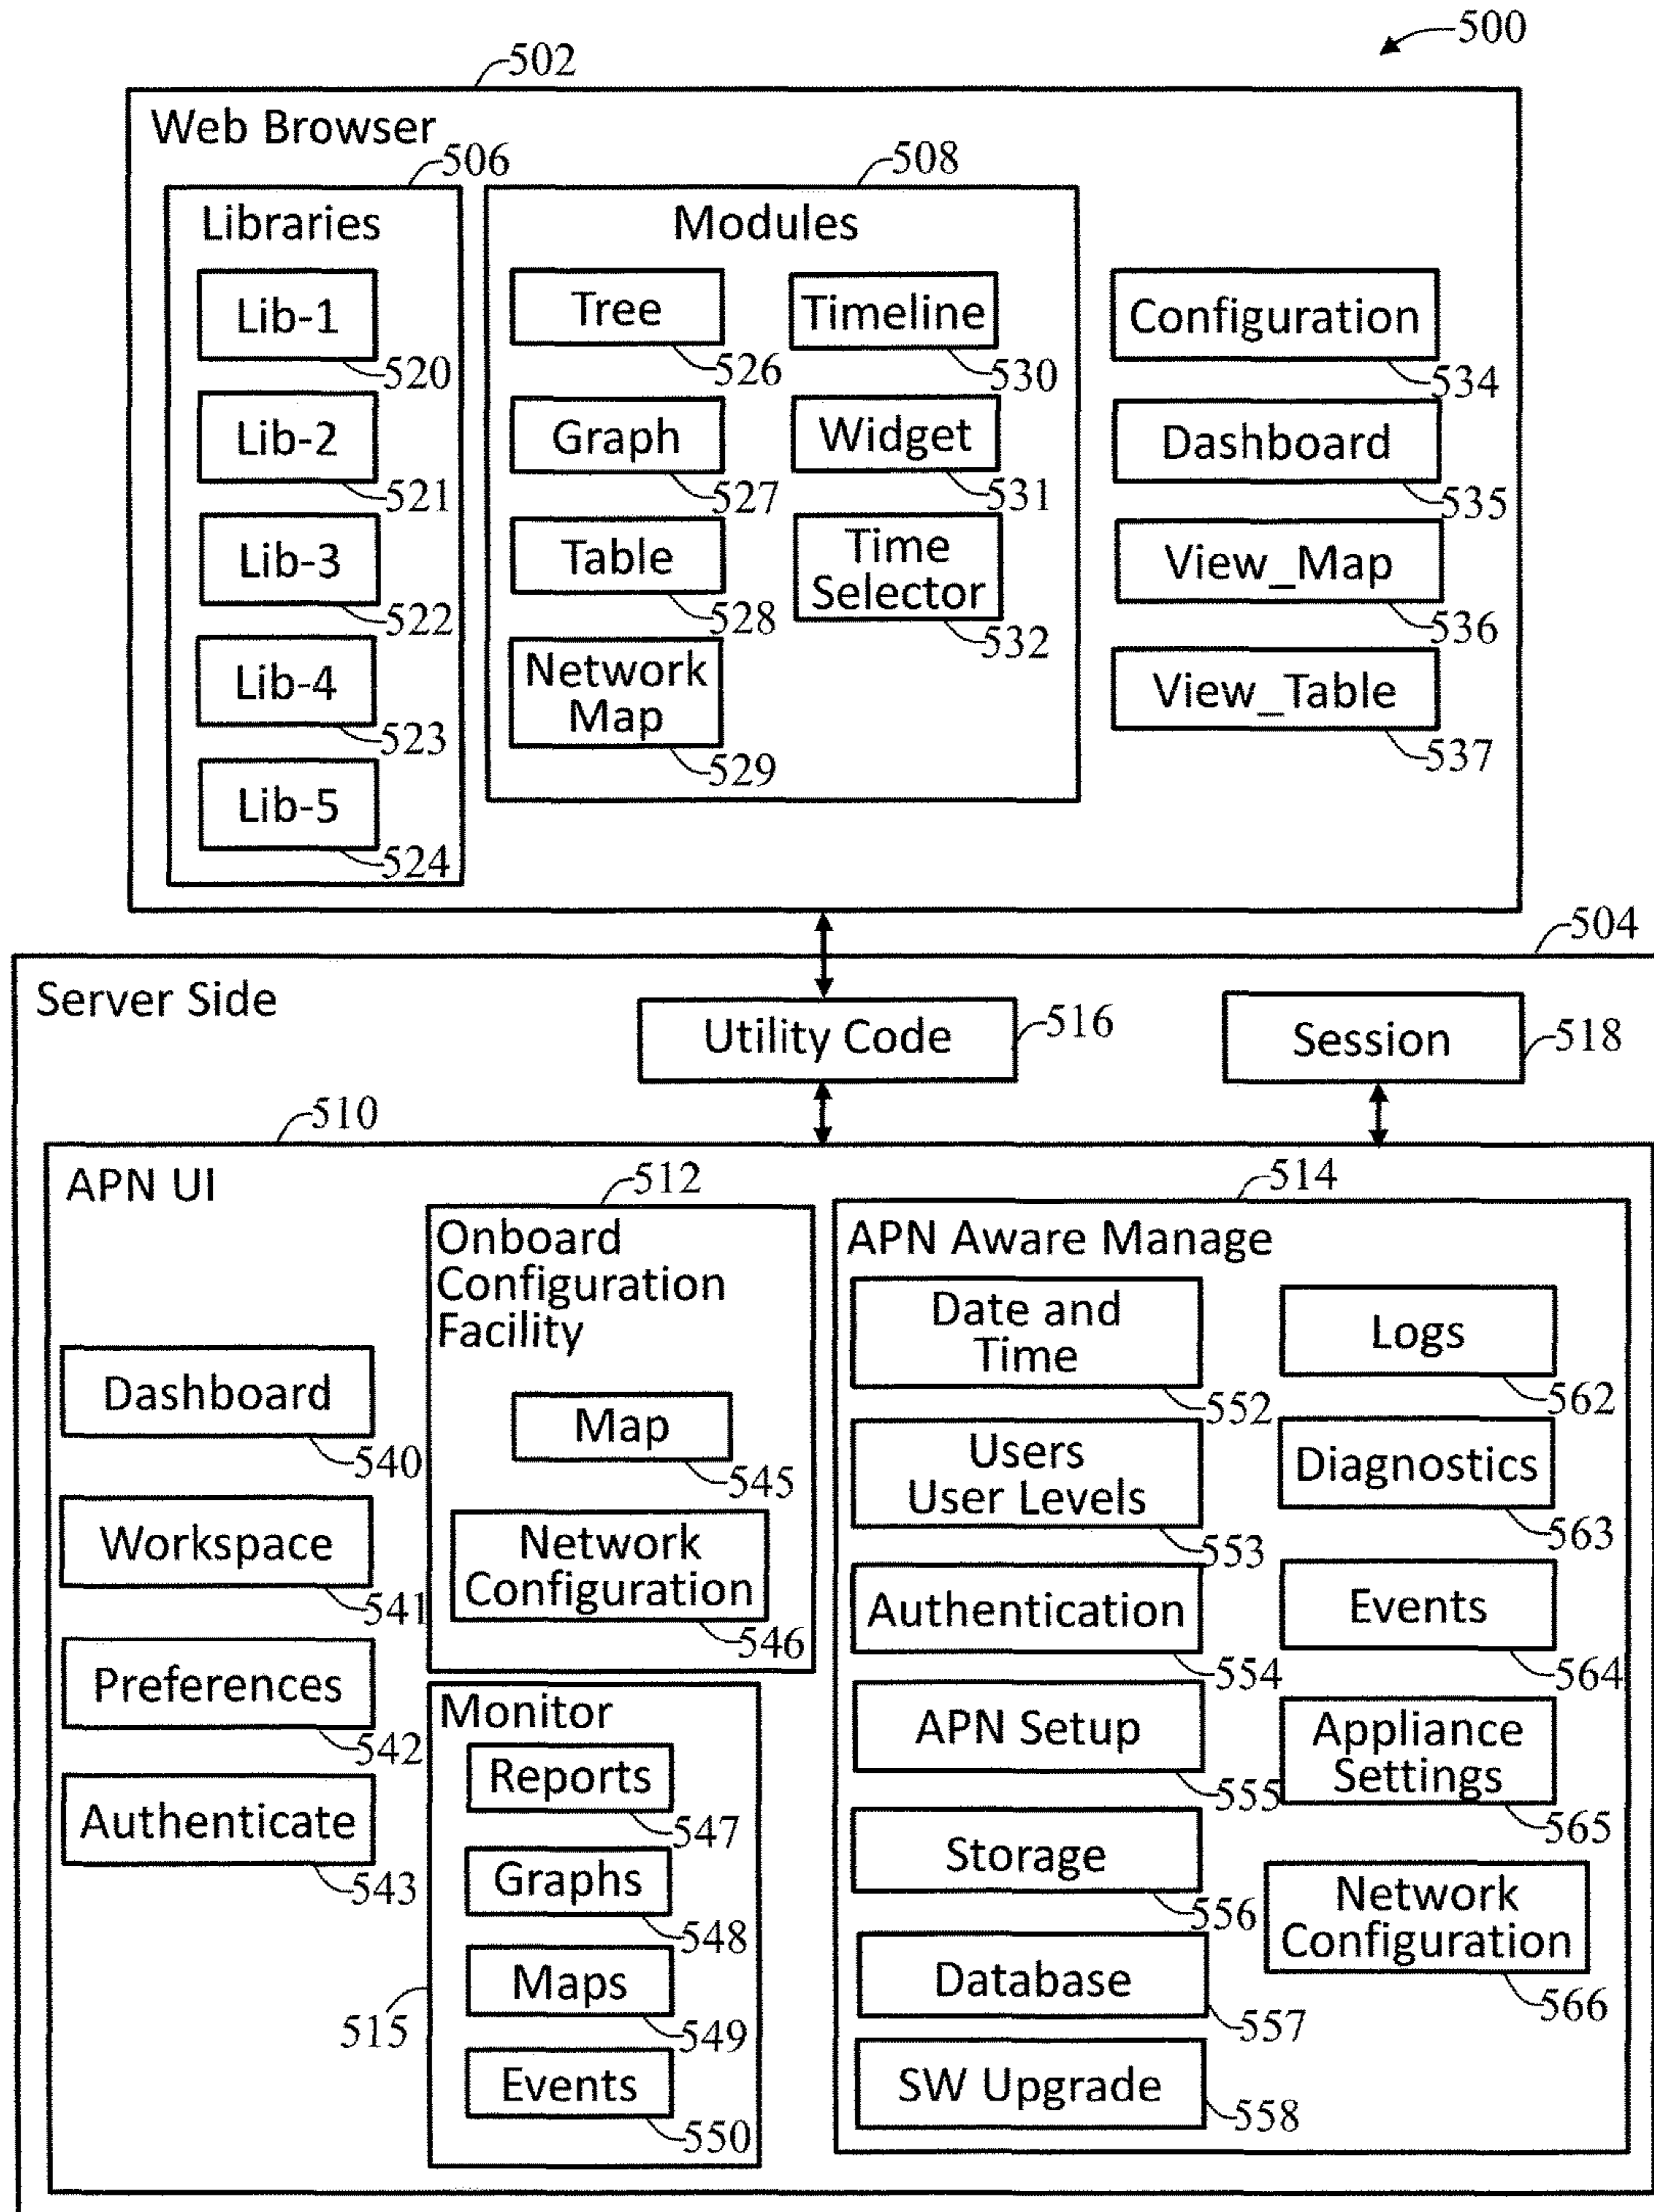 500
502
Web Browser
506
508
Libraries
Modules
Lib-1
520
Lib-2
521
Lib-3
522
Lib-4
523
Lib-5
524
Tree
526
Graph
527
Table
528
Network
Map
529
Timeline
530
Widget
531
Time
Selector
532
Configuration
534
Dashboard
535
View_Map
536
View_Table
537
504
Server Side
Utility Code
516
Session
518
510
APN UI
Dashboard
540
Workspace
541
Preferences
542
Authenticate
543
512
Onboard
Configuration
Facility
Map
545
Network
Configuration
546
Monitor
Reports
547
Graphs
548
Maps
549
Events
550
515
514
APN Aware Manage
Date and
Time
552
Users
User Levels
553
Authentication
554
APN Setup
555
Storage
556
Database
557
SW Upgrade
558
Logs
562
Diagnostics
563
Events
564
Appliance
Settings
565
Network
Configuration
566